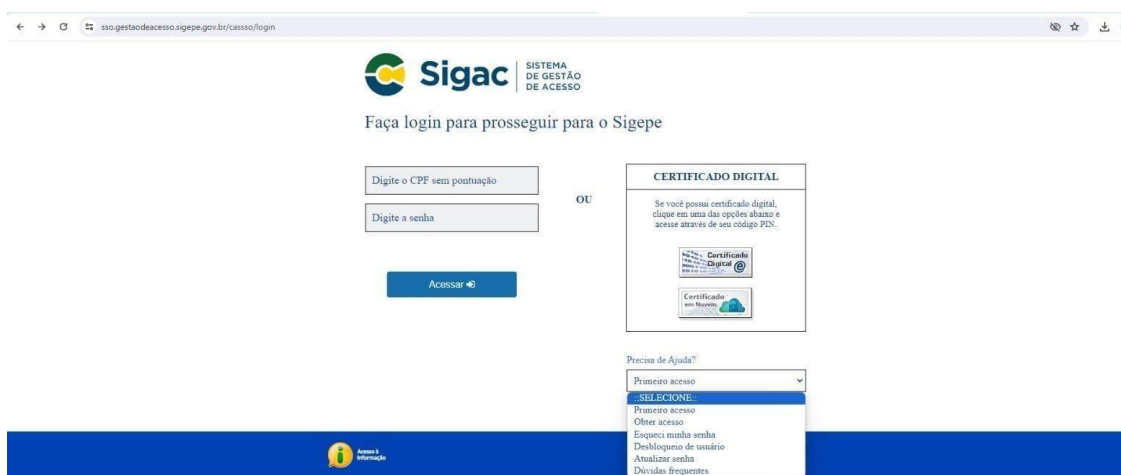 sso.gestaodeacesso.sigepe.gov.br/cassso/login
Sigac
SISTEMA
DE GESTÃO
DE ACESSO
Faça login para prosseguir para o Sigepe
Digite o CPF sem pontuação
Digite a senha
Acessar
OU
CERTIFICADO DIGITAL
Se você possui certificado digital,
clique em uma das opções abaixo e
acesse através de seu código PIN.
Certificado
Digital
Certificado
em Nuvem
Precisa de Ajuda?
Primeiro acesso
::SELECIONE::
Primeiro acesso
Obter acesso
Esqueci minha senha
Desbloqueio de usuário
Atualizar senha
Dúvidas frequentes
Acesso à
Informação